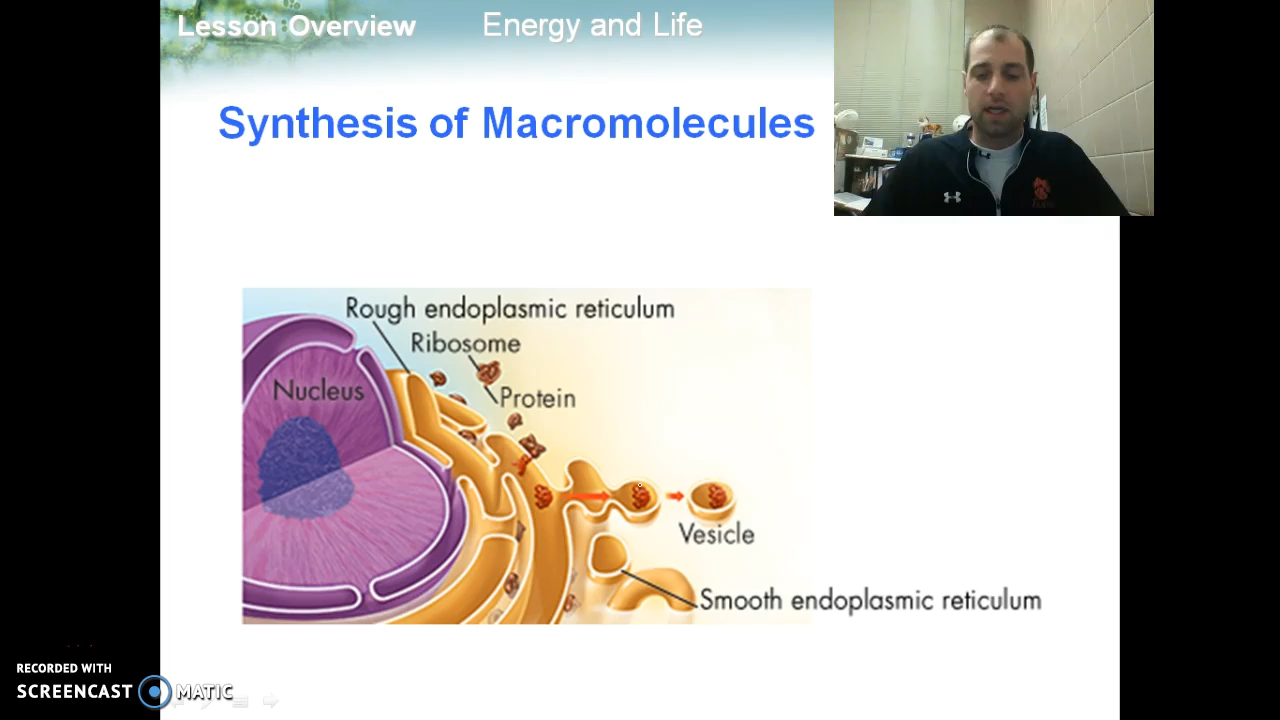 Lesson Overview Energy and Life
Synthesis of Macromolecules
Rough endoplasmic reticulum
Ribosome
Nucleus
Protein
Vesicle
Smooth endoplasmic reticulum
RECORDED WITH
SCREENCAST MATIC